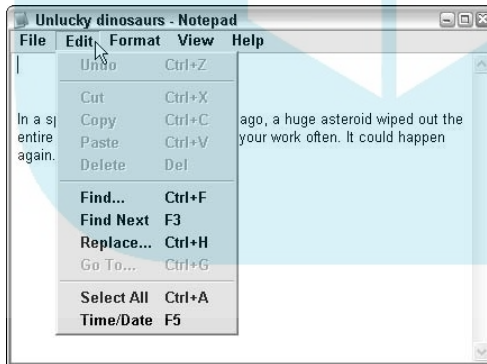 Unlucky dinosaurs - Notepad
File Edit Format View Help
Undo Ctrl+Z
Cut Ctrl+X
Copy Ctrl+C
Paste Ctrl+V
Delete Del
Find... Ctrl+F
Find Next F3
Replace... Ctrl+H
Go To... Ctrl+G
Select All Ctrl+A
Time/Date F5
In a ago, a huge asteroid wiped out the
entire your work often. It could happen
again.